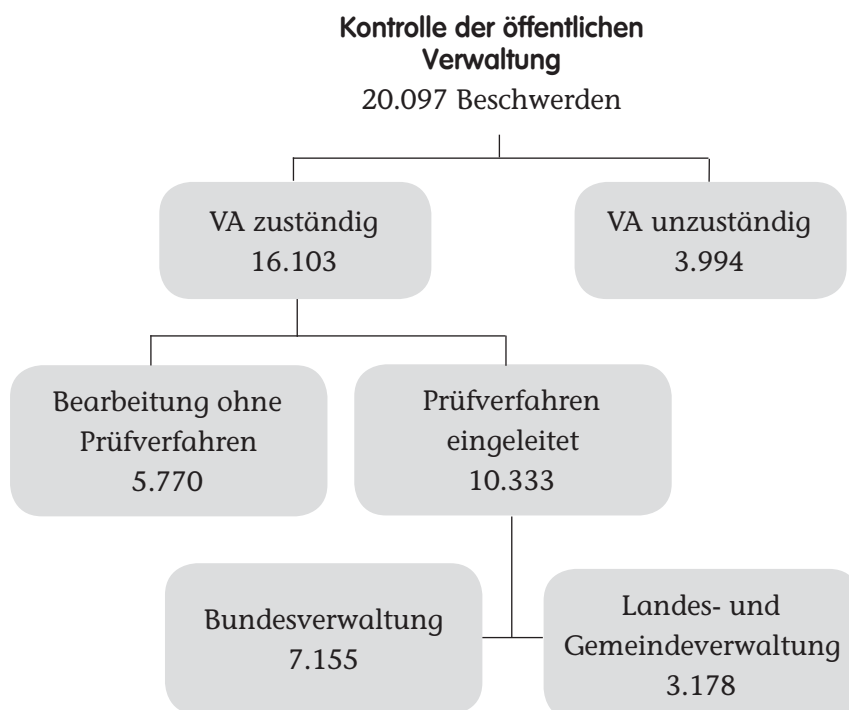 Kontrolle der öffentlichen
Verwaltung
20.097 Beschwerden
VA zuständig
16.103
VA unzuständig
3.994
Bearbeitung ohne
Prüfverfahren
5.770
Prüfverfahren
eingeleitet
10.333
Bundesverwaltung
7.155
Landes- und
Gemeindeverwaltung
3.178